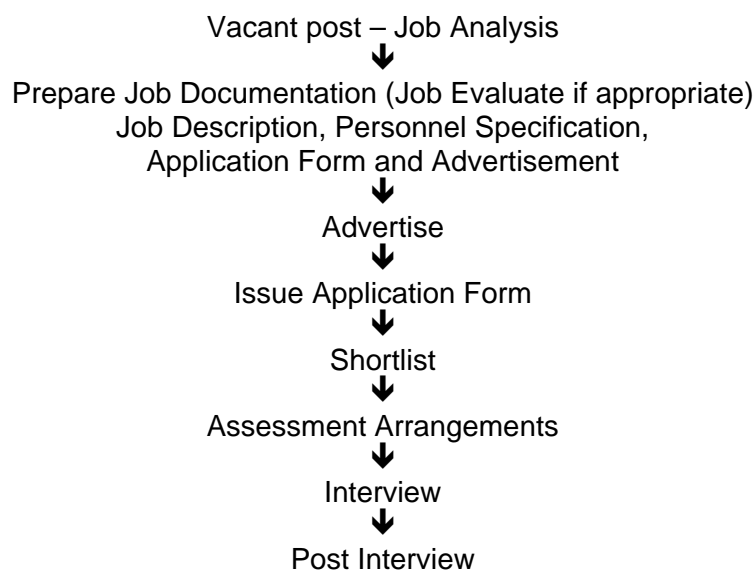 Vacant post – Job Analysis
Prepare Job Documentation (Job Evaluate if appropriate)
Job Description, Personnel Specification,
Application Form and Advertisement
Advertise
Issue Application Form
Shortlist
Assessment Arrangements
Interview
Post Interview